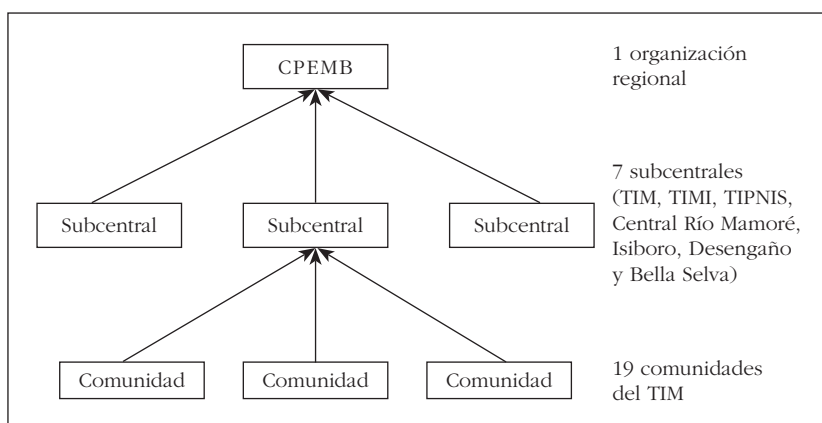 CPEMB
1 organización
regional
Subcentral
Subcentral
Subcentral
7 subcentrales
(TIM, TIMI, TIPNIS,
Central Río Mamoré,
Isiboro, Desengaño
y Bella Selva)
Comunidad
Comunidad
Comunidad
19 comunidades
del TIM